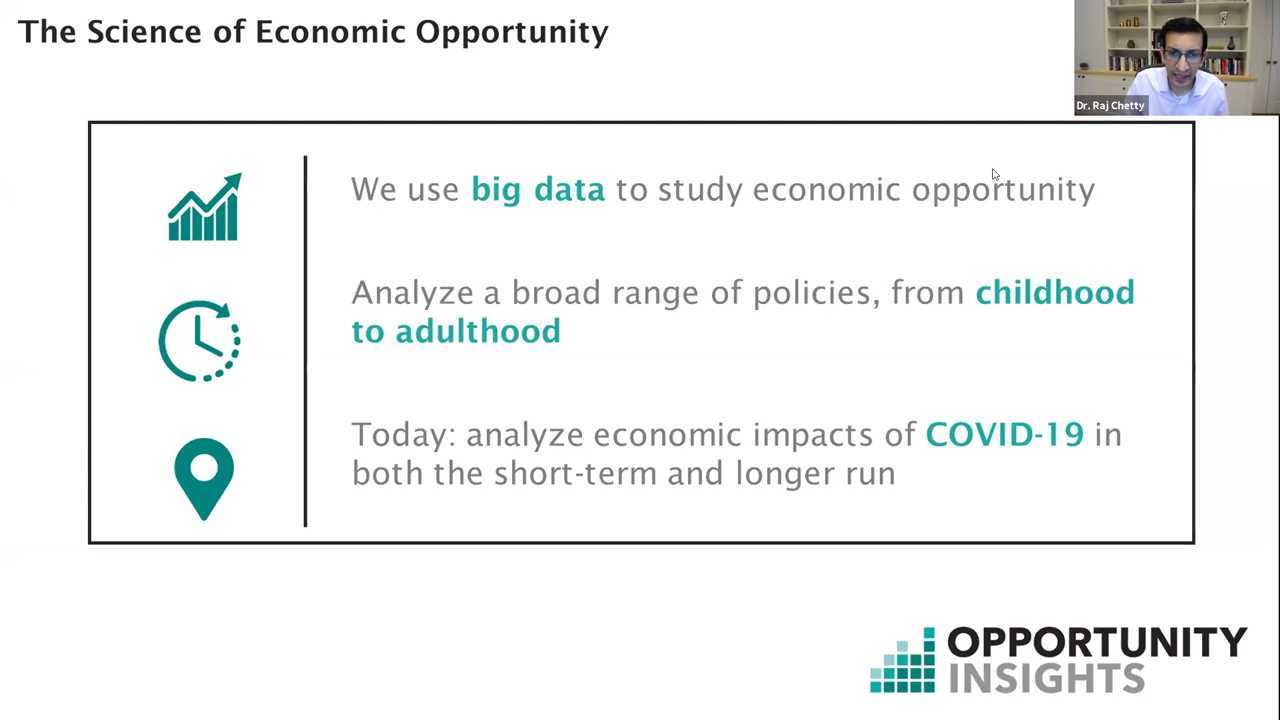 The Science of Economic Opportunity
Dr. Raj Chetty
We use big data to study economic opportunity
Analyze a broad range of policies, from childhood
to adulthood
Today: analyze economic impacts of COVID-19 in
both the short-term and longer run
OPPORTUNITY
INSIGHTS